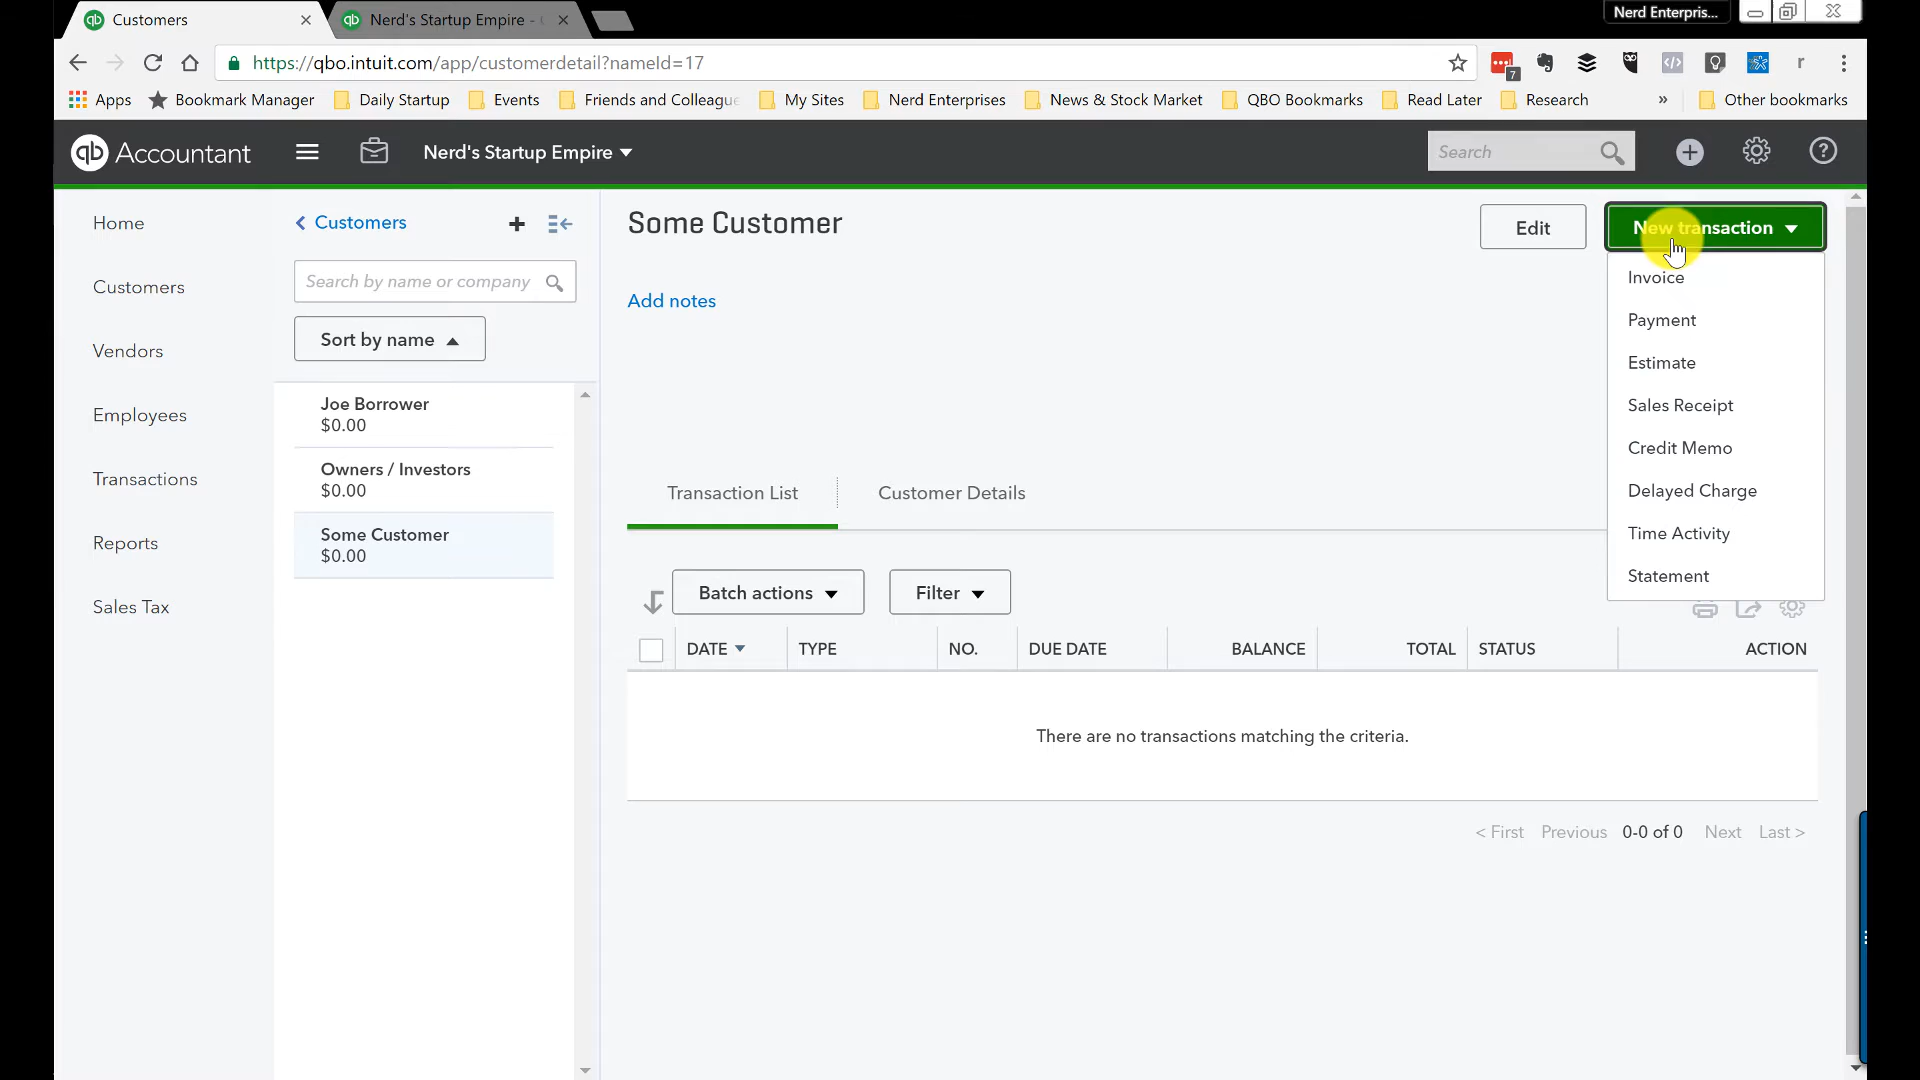 Customers
Nerd's Startup Empire -
Nerd Enterpris...
https://qbo.intuit.com/app/customerdetail?nameId=17
7
r
Apps
Bookmark Manager
Daily Startup
Events
Friends and Colleagu
My Sites
Nerd Enterprises
News & Stock Market
QBO Bookmarks
Read Later
Research
»
Other bookmarks
qb Accountant
Nerd's Startup Empire
Search
Home
Customers
Vendors
Employees
Transactions
Reports
Sales Tax
Customers
Search by name or company
Sort by name
Joe Borrower
$0.00
Owners / Investors
$0.00
Some Customer
$0.00
Some Customer
Edit
New transaction
Add notes
Invoice
Payment
Estimate
Sales Receipt
Credit Memo
Delayed Charge
Time Activity
Statement
Transaction List
Customer Details
Batch actions
Filter
DATE TYPE NO. DUE DATE BALANCE TOTAL STATUS ACTION
There are no transactions matching the criteria.
< First Previous 0-0 of 0 Next Last >